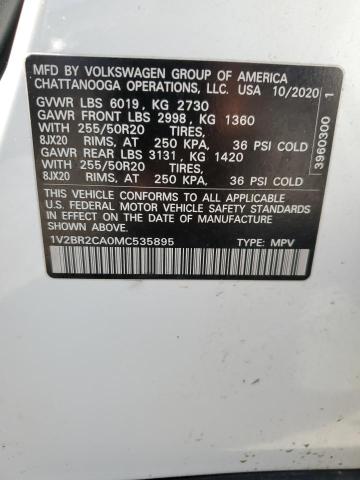 MFD BY VOLKSWAGEN GROUP OF AMERICA
CHATTANOOGA OPERATIONS, LLC. USA 10/2020
GVWR LBS 6019, KG 2730
GAWR FRONT LBS 2998, KG 1360
WITH 255/50R20 TIRES,
8JX20 RIMS, AT 250 KPA, 36 PSI COLD
GAWR REAR LBS 3131, KG 1420
WITH 255/50R20 TIRES,
8JX20 RIMS, AT 250 KPA, 36 PSI COLD
THIS VEHICLE CONFORMS TO ALL APPLICABLE
U.S. FEDERAL MOTOR VEHICLE SAFETY STANDARDS
IN EFFECT ON THE DATE OF MANUFACTURE
SHOWN ABOVE.
1V2BR2CA0MC535895 TYPE: MPV
3960300 1